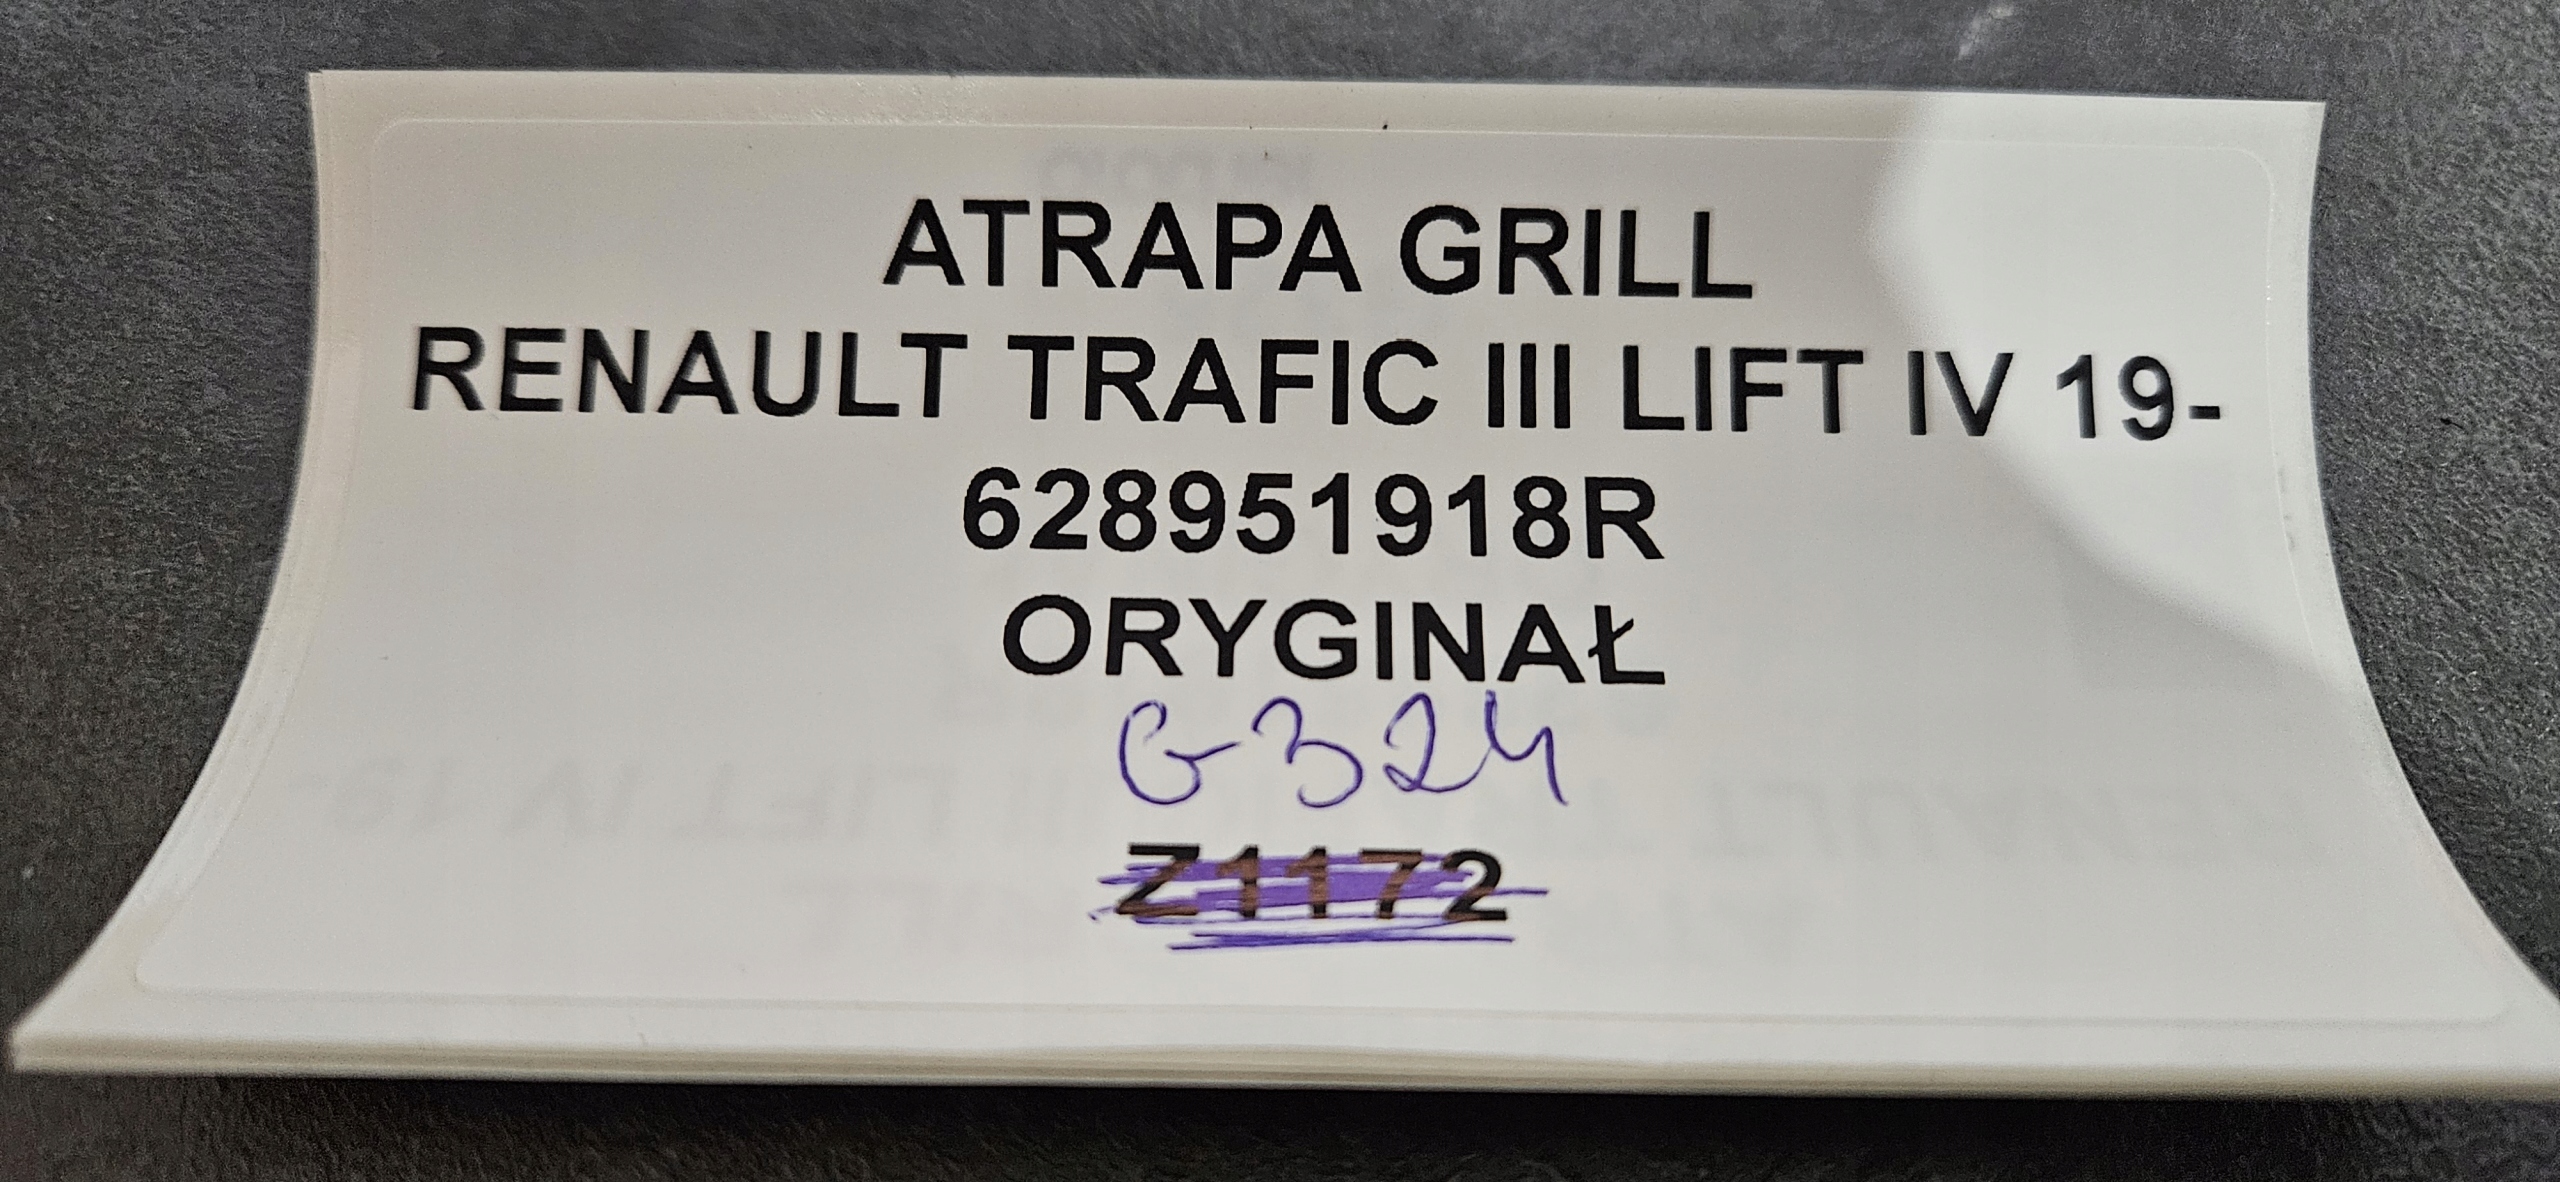 ATRAPA GRILL
RENAULT TRAFIC III LIFT IV 19-
628951918R
ORYGINAŁ
G324
Z1172